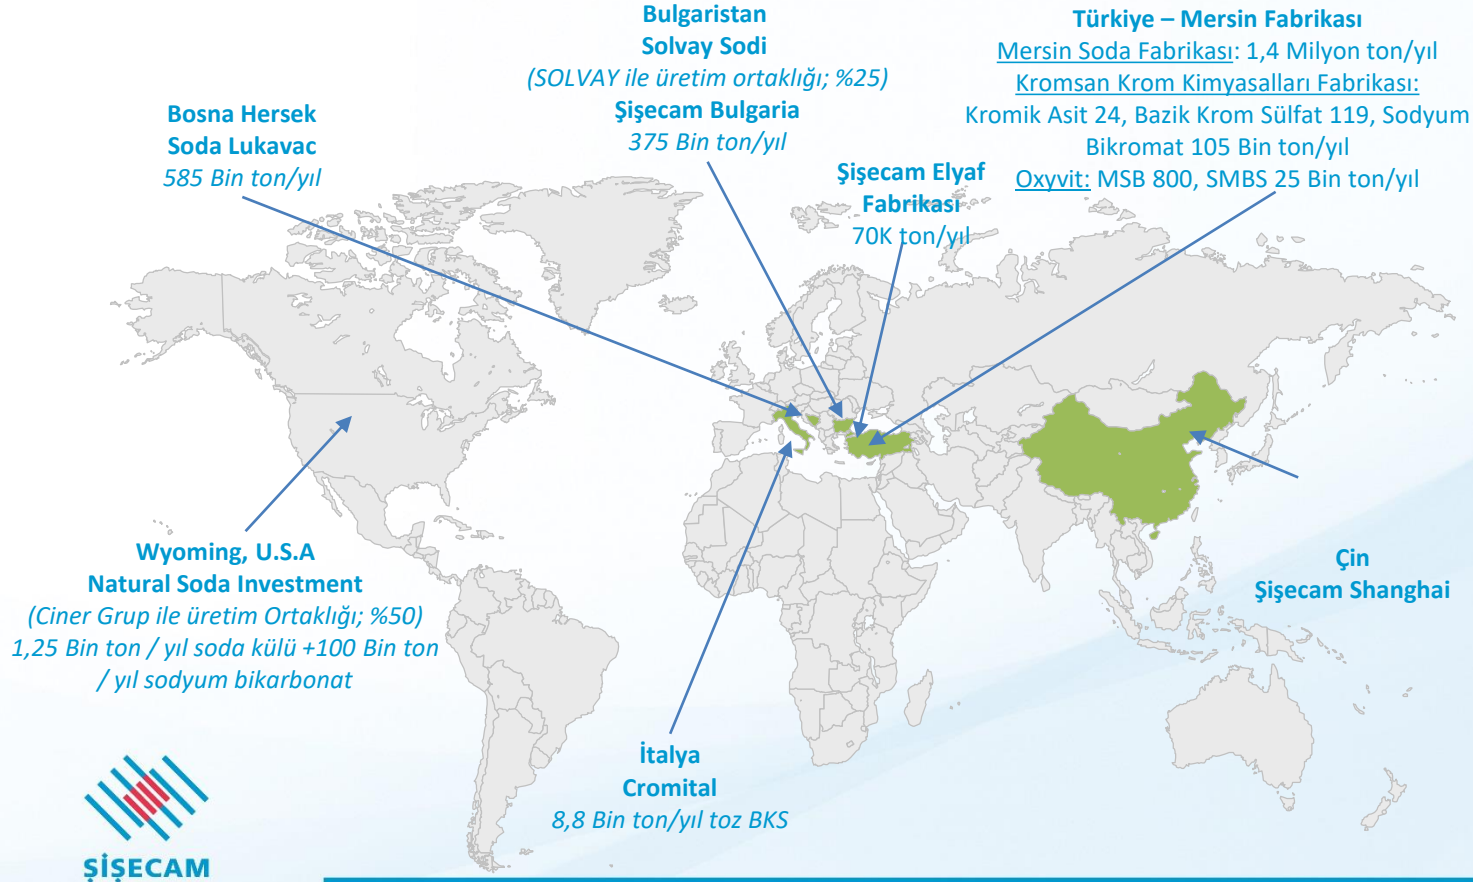 Bulgaristan
Solvay Sodi
(SOLVAY ile üretim ortaklığı; %25)
Şişecam Bulgaria
375 Bin ton/yıl
Türkiye – Mersin Fabrikası
Mersin Soda Fabrikası: 1,4 Milyon ton/yıl
Kromsan Krom Kimyasalları Fabrikası:
Kromik Asit 24, Bazik Krom Sülfat 119, Sodyum
Bikromat 105 Bin ton/yıl
Oxyvit: MSB 800, SMBS 25 Bin ton/yıl
Bosna Hersek
Soda Lukavac
585 Bin ton/yıl
Şişecam Elyaf
Fabrikası
70K ton/yıl
Wyoming, U.S.A
Natural Soda Investment
(Ciner Grup ile üretim Ortaklığı; %50)
1,25 Bin ton / yıl soda külü +100 Bin ton
/ yıl sodyum bikarbonat
Çin
Şişecam Shanghai
İtalya
Cromital
8,8 Bin ton/yıl toz BKS
ŞİŞECAM